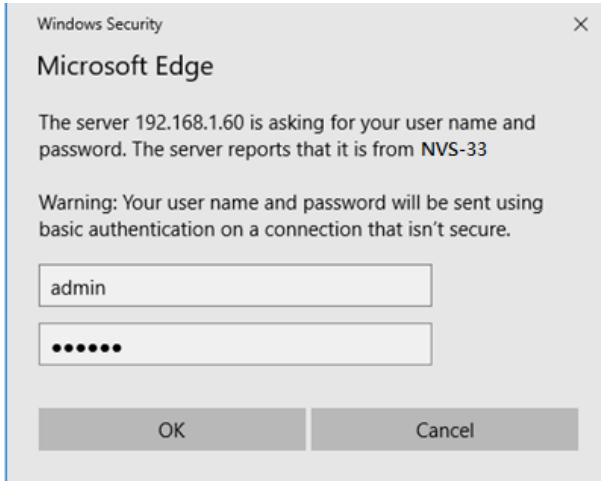 Windows Security
Microsoft Edge
The server 192.168.1.60 is asking for your user name and
password. The server reports that it is from NVS-33
Warning: Your user name and password will be sent using
basic authentication on a connection that isn't secure.
admin
●●●●●●
OK Cancel